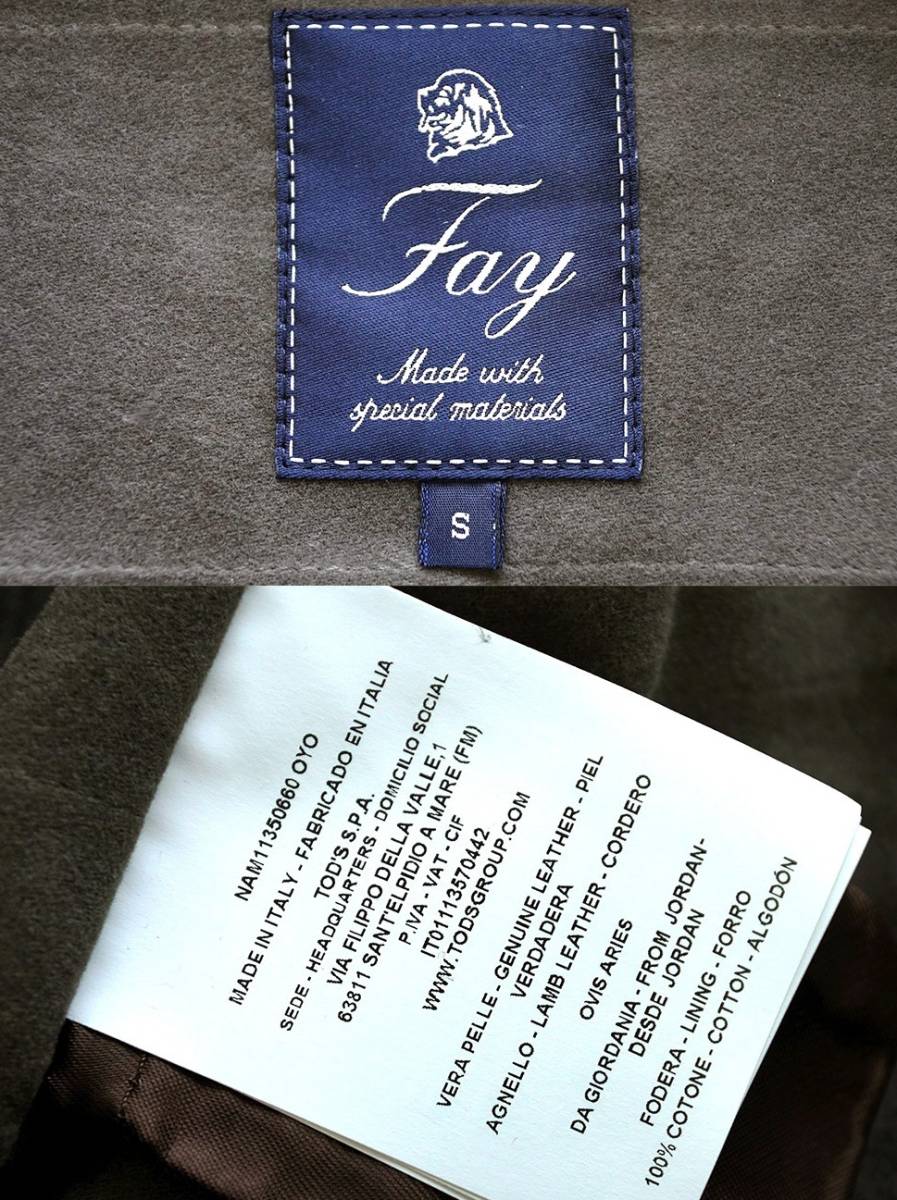 Fay
Made with
special materials
S
NAM11350660 OYO
MADE IN ITALY - FABRICADO EN ITALIA
TOD'S S.P.A.
SEDE - HEADQUARTERS - DOMICILIO SOCIAL
VIA FILIPPO DELLA VALLE,1
63811 SANT'ELPIDIO A MARE (FM)
P.IVA - VAT - CIF
IT01113570442
WWW.TODSGROUP.COM
VERA PELLE - GENUINE LEATHER - PIEL
VERDADERA
AGNELLO - LAMB LEATHER - CORDERO
OVIS ARIES
DA GIORDANIA - FROM JORDAN-
DESDE JORDAN
FODERA - LINING - FORRO
100% COTONE - COTTON - ALGODÓN